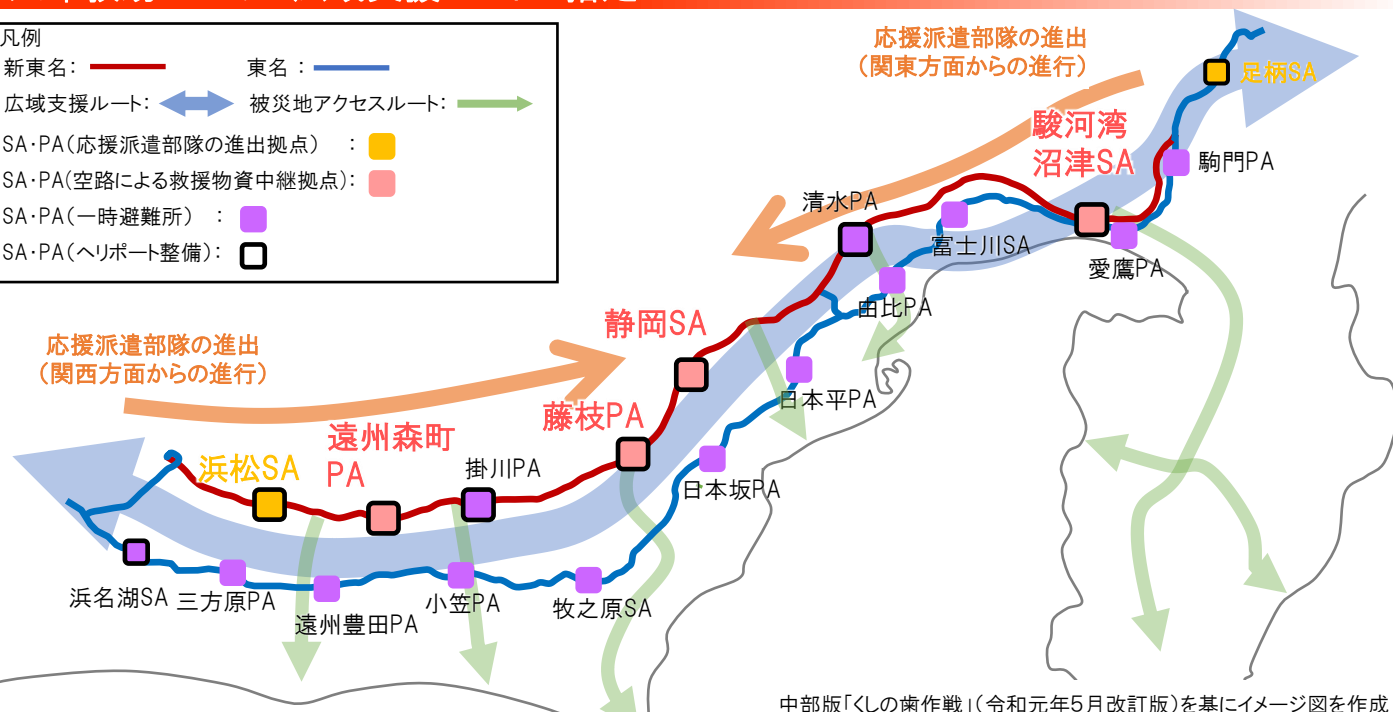 凡例
新東名：
東名：
広域支援ルート：
被災地アクセスルート：
SA・PA（応援派遣部隊の進出拠点） ：
SA・PA（空路による救援物資中継拠点）：
SA・PA（一時避難所） ：
SA・PA（ヘリポート整備）：
応援派遣部隊の進出
（関東方面からの進行）
足柄SA
駿河湾
沼津SA
駒門PA
清水PA
富士川SA
愛鷹PA
由比PA
静岡SA
応援派遣部隊の進出
（関西方面からの進行）
日本平PA
藤枝PA
遠州森町
PA
浜松SA
掛川PA
日本坂PA
浜名湖SA
三方原PA
遠州豊田PA
小笠PA
牧之原SA
中部版「くしの歯作戦」（令和元年5月改訂版）を基にイメージ図を作成